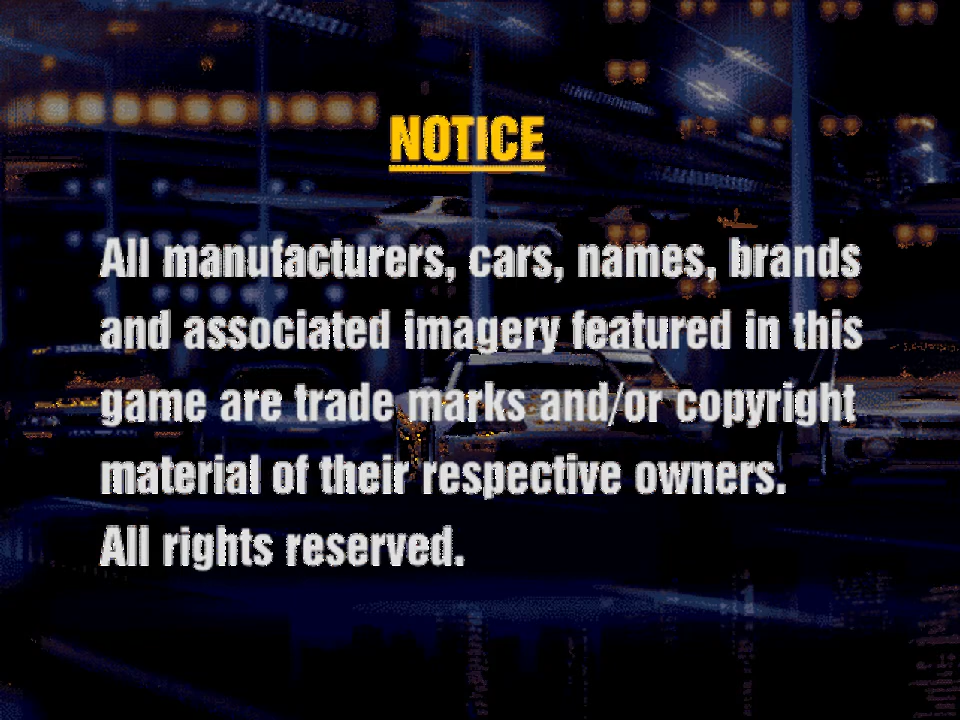 NOTICE
All manufacturers, cars, names, brands
and associated imagery featured in this
game are trade marks and/or copyright
material of their respective owners.
All rights reserved.